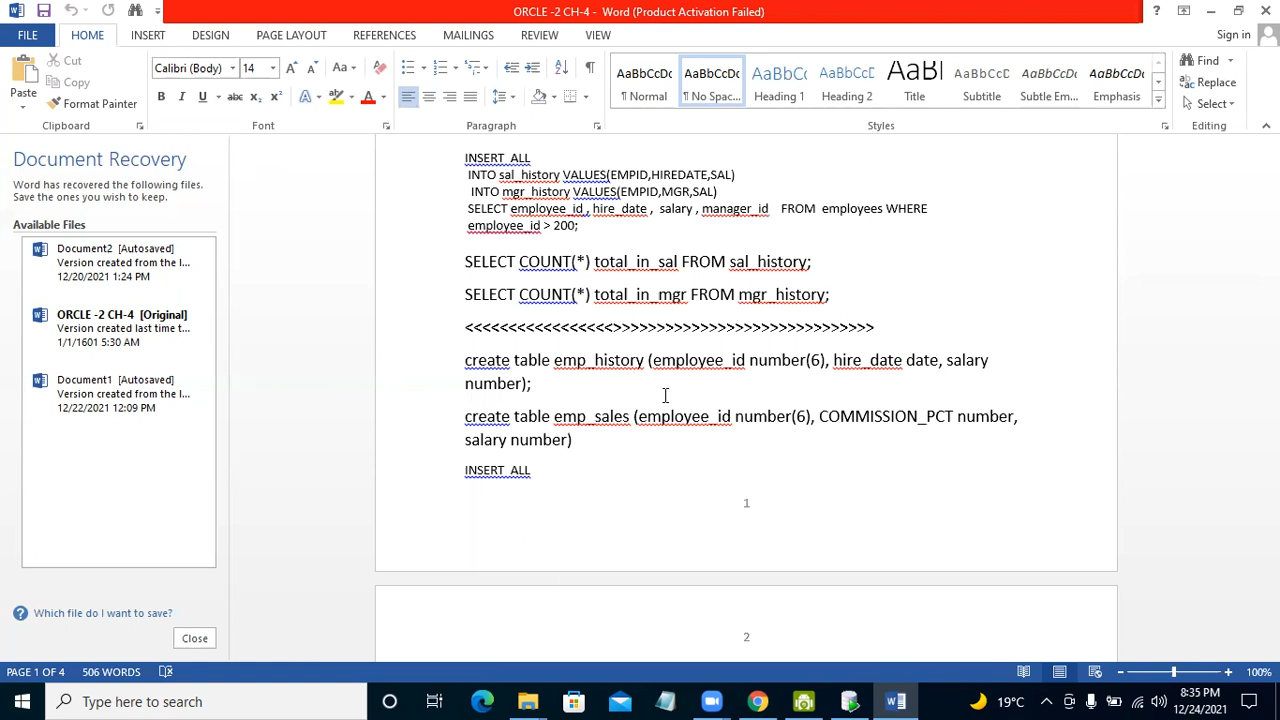 ORCLE -2 CH-4 - Word (Product Activation Failed)
?
FILE HOME INSERT DESIGN PAGE LAYOUT REFERENCES MAILINGS REVIEW VIEW Sign in
Paste
Cut
Copy
Format Painter
Clipboard
Calibri (Body) 14
Font
Paragraph
AaBbCcDc AaBbCcDc AaBbCc AaBbCcC AaBl AaBbCcC AaBbCcDc AaBbCcDc
¶ Normal ¶ No Spac... Heading 1 Heading 2 Title Subtitle Subtle Em... Emphasis
Styles
Find
Replace
Select
Editing
Document Recovery
Word has recovered the following files.
Save the ones you wish to keep.
Available Files
Document2 [Autosaved]
Version created from the l...
12/20/2021 1:24 PM
ORCLE -2 CH-4 [Original]
Version created last time t...
1/1/1601 5:30 AM
Document1 [Autosaved]
Version created from the l...
12/22/2021 12:09 PM
Which file do I want to save?
Close
INSERT ALL
INTO sal_history VALUES(EMPID,HIREDATE,SAL)
INTO mgr_history VALUES(EMPID,MGR,SAL)
SELECT employee_id , hire_date , salary , manager_id FROM employees WHERE
employee_id > 200;
SELECT COUNT(*) total_in_sal FROM sal_history;
SELECT COUNT(*) total_in_mgr FROM mgr_history;
<<<<<<<<<<<<<<<<<>>>>>>>>>>>>>>>>>>>>>>>>>>>>>
create table emp_history (employee_id number(6), hire_date date, salary
number);
create table emp_sales (employee_id number(6), COMMISSION_PCT number,
salary number)
INSERT ALL
1
2
PAGE 1 OF 4 506 WORDS 100%
Type here to search
19°C
8:35 PM
12/24/2021